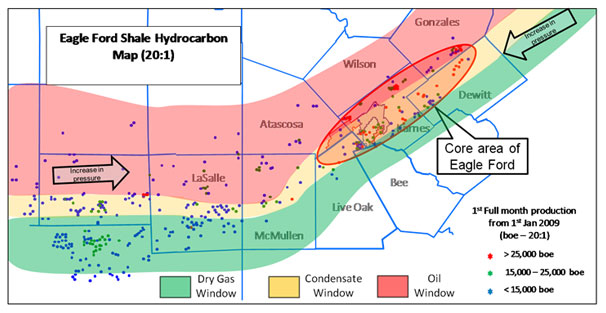 Eagle Ford Shale Hydrocarbon
Map (20:1)
Gonzales
Increase in
pressure
Wilson
Dewitt
Atascosa
Karnes
Core area of
Eagle Ford
Increase in
pressure
LaSalle
Bee
Live Oak
McMullen
1st Full month production
from 1st Jan 2009
(boe – 20:1)
> 25,000 boe
15,000 – 25,000 boe
< 15,000 boe
Dry Gas
Window
Condensate
Window
Oil
Window